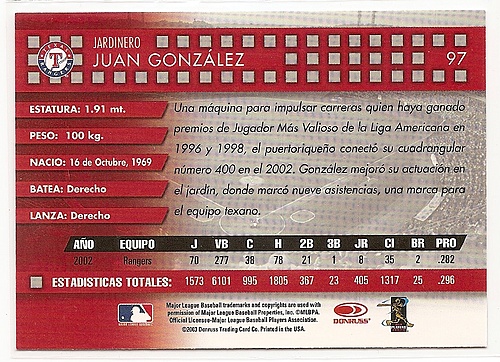 JARDINERO
JUAN GONZÁLEZ
97
TEXAS
T
ESTATURA: 1.91 mt.
PESO: 100 kg.
NACIO: 16 de Octubre, 1969
BATEA: Derecho
LANZA: Derecho
Una máquina para impulsar carreras quien haya ganado
premios de Jugador Más Valioso de la Liga Americana en
1996 y 1998, el puertoriqueño conectó su cuadrangular
número 400 en el 2002. González mejoró su actuación en
el jardín, donde marcó nueve asistencias, una marca para
el equipo texano.
AÑO EQUIPO J VB C H 2B 3B JR CI BR PRO
2002 Rangers 70 277 38 78 21 1 8 35 2 .282
ESTADISTICAS TOTALES: 1573 6101 995 1805 367 23 405 1317 25 .296
Major League Baseball trademarks and copyrights are used with
permission of Major League Baseball Properties, Inc. ©MLBPA.
Official Licensee-Major League Baseball Players Association.
©2003 Donruss Trading Card Co. Printed in the USA.
DONRUSS